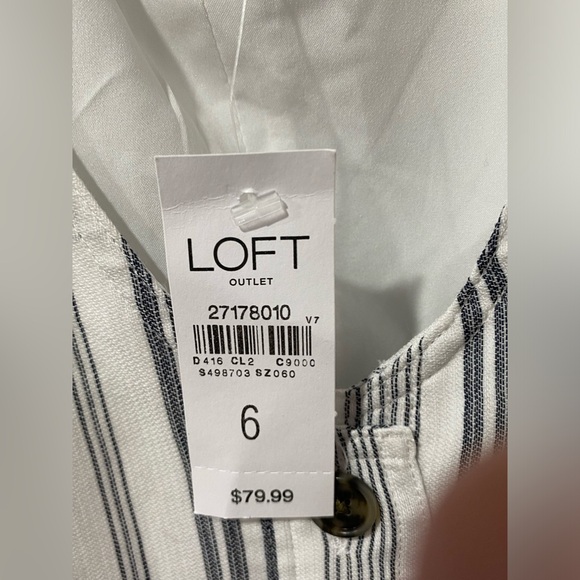 LOFT
OUTLET
27178010 V7
D416 CL2 C9000
S498703 SZ060
6
$79.99